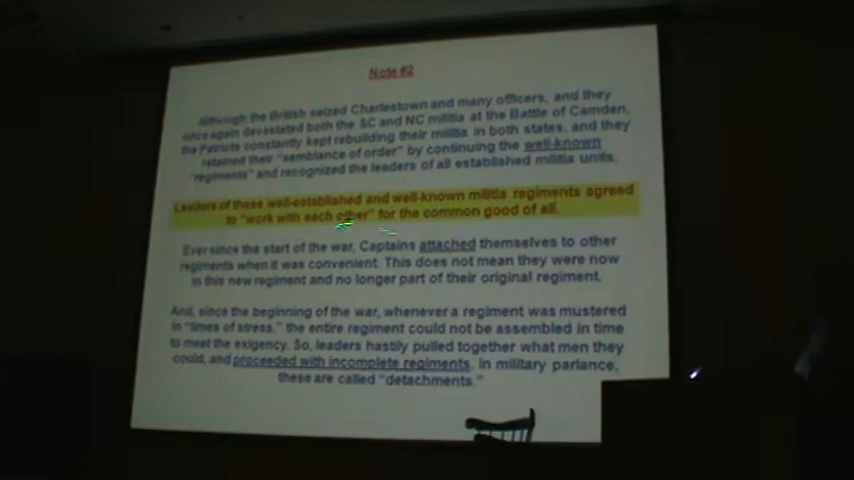 Note #2
Although the British seized Charlestown and many officers, and they
once again devastated both the SC and NC militia at the Battle of Camden,
the Patriots constantly kept rebuilding their militia in both states, and they
retained their "semblance of order" by continuing the well-known
"regiments" and recognized the leaders of all established militia units.
Leaders of these well-established and well-known militia regiments agreed
to "work with each other" for the common good of all.
Ever since the start of the war, Captains attached themselves to other
regiments when it was convenient. This does not mean they were now
in this new regiment and no longer part of their original regiment.
And, since the beginning of the war, whenever a regiment was mustered
in "times of stress," the entire regiment could not be assembled in time
to meet the exigency. So, leaders hastily pulled together what men they
could, and proceeded with incomplete regiments. In military parlance,
these are called "detachments."